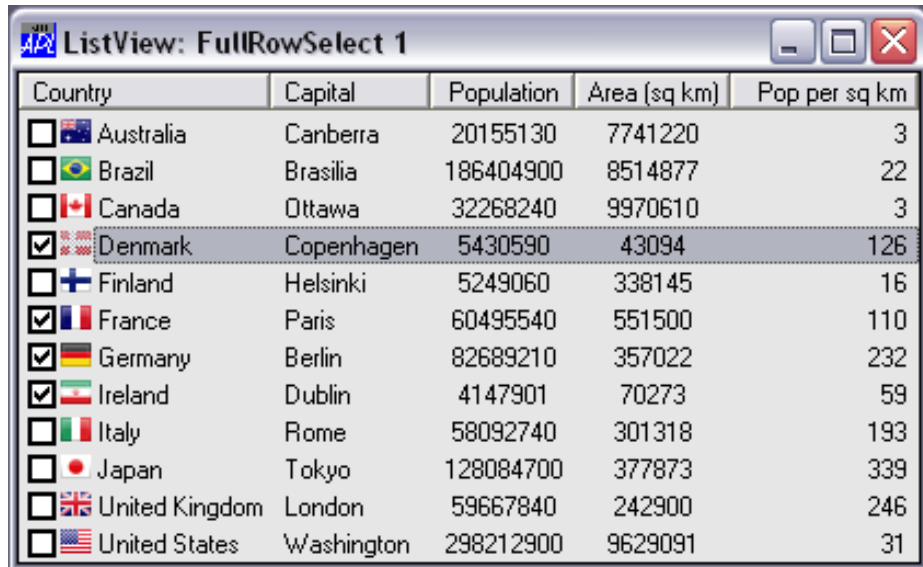 APL ListView: FullRowSelect 1
Country Capital Population Area (sq km) Pop per sq km
Australia Canberra 20155130 7741220 3
Brazil Brasilia 186404900 8514877 22
Canada Ottawa 32268240 9970610 3
Denmark Copenhagen 5430590 43094 126
Finland Helsinki 5249060 338145 16
France Paris 60495540 551500 110
Germany Berlin 82689210 357022 232
Ireland Dublin 4147901 70273 59
Italy Rome 58092740 301318 193
Japan Tokyo 128084700 377873 339
United Kingdom London 59667840 242900 246
United States Washington 298212900 9629091 31